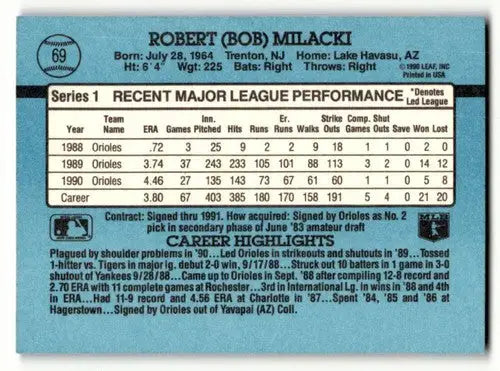 69
ROBERT (BOB) MILACKI
Born: July 28, 1964 Trenton, NJ Home: Lake Havasu, AZ
Ht: 6' 4" Wgt: 225 Bats: Right Throws: Right
© 1990 LEAF, INC.
Printed in USA
Series 1 RECENT MAJOR LEAGUE PERFORMANCE *Denotes Led League
Year Team Name ERA Games Inn. Pitched Hits Runs Er. Runs Walks Strike Outs Comp. Games Shut Outs Save Won Lost
1988 Orioles .72 3 25 9 2 2 9 18 1 1 0 2 0
1989 Orioles 3.74 37 243 233 105 101 88 113 3 2 0 14 12
1990 Orioles 4.46 27 135 143 73 67 61 60 1 1 0 5 8
Career 3.80 67 403 385 180 170 158 191 5 4 0 21 20
Contract: Signed thru 1991. How acquired: Signed by Orioles as No. 2
pick in secondary phase of June '83 amateur draft
CAREER HIGHLIGHTS
Plagued by shoulder problems in '90...Led Orioles in strikeouts and shutouts in '89...Tossed
1-hitter vs. Tigers in major lg. debut 2-0 win, 9/17/88...Struck out 10 batters in 1 game in 3-0
shutout of Yankees 9/28/88...Came up to Orioles in Sept. '88 after compiling 12-8 record and
2.70 ERA with 11 complete games at Rochester...3rd in International Lg. in wins in '88 and 4th
in ERA...Had 11-9 record and 4.56 ERA at Charlotte in '87...Spent '84, '85 and '86 at
Hagerstown...Signed by Orioles out of Yavapai (AZ) Coll.
MLB